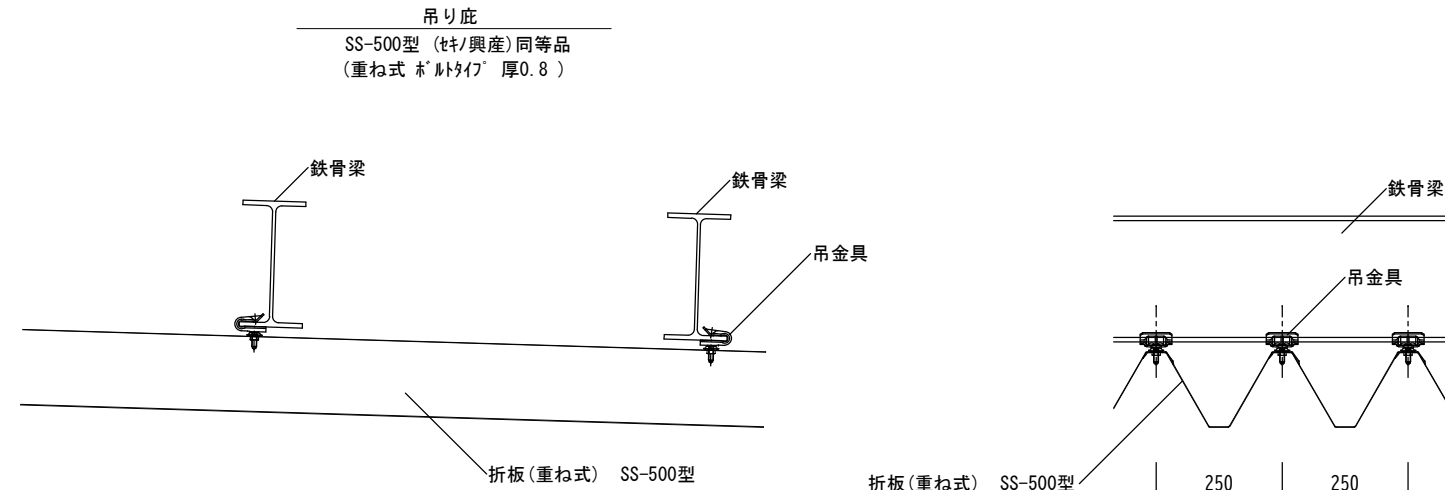 吊り庇
SS-500型 (ｾｷﾉ興産)同等品
(重ね式 ﾎﾞﾙﾄﾀｲﾌﾟ 厚0.8 )
鉄骨梁
鉄骨梁
吊金具
折板(重ね式) SS-500型
鉄骨梁
吊金具
折板(重ね式) SS-500型
250 250